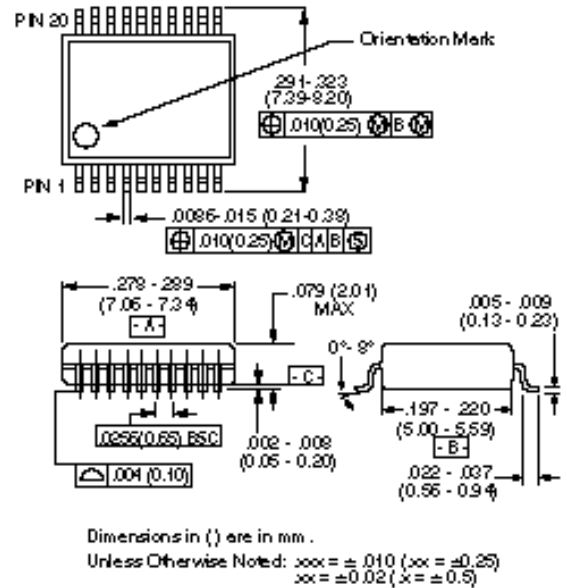 PIN 20
Orientation Mark
.291-.323
(7.39-8.20)
.010(0.25) M B M
PIN 1
.0086-.015 (0.21-0.38)
.010(0.25) M C A B S
.278 - .289
(7.06 - 7.34)
- A -
.079 (2.01)
MAX
.005 - .009
(0.13 - 0.23)
0°- 8°
- C -
.0256(0.65) BSC
.002 - .008
(0.05 - 0.20)
.197 - .220
(5.00 - 5.59)
- B -
.004 (0.10)
.022 - .037
(0.56 - 0.94)
Dimensions in () are in mm.
Unless Otherwise Noted: .xxx = ± .010 (.xx = ±0.25)
.xx = ±0.02 (.x = ±0.5)